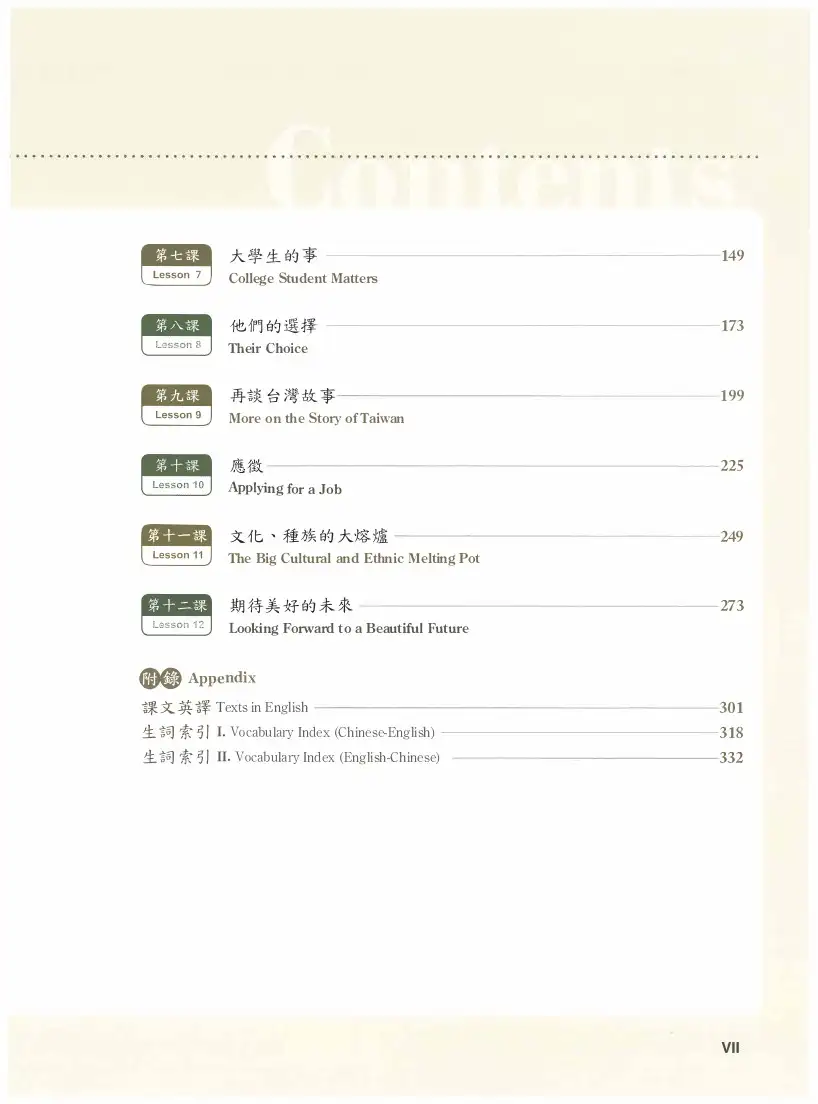 Contents
第七課 大學生的事 149
Lesson 7 College Student Matters
第八課 他們的選擇 173
Lesson 8 Their Choice
第九課 再談台灣故事 199
Lesson 9 More on the Story of Taiwan
第十課 應徵 225
Lesson 10 Applying for a Job
第十一課 文化、種族的大熔爐 249
Lesson 11 The Big Cultural and Ethnic Melting Pot
第十二課 期待美好的未來 273
Lesson 12 Looking Forward to a Beautiful Future
附錄 Appendix
課文英譯 Texts in English 301
生詞索引 I. Vocabulary Index (Chinese-English) 318
生詞索引 II. Vocabulary Index (English-Chinese) 332
VII